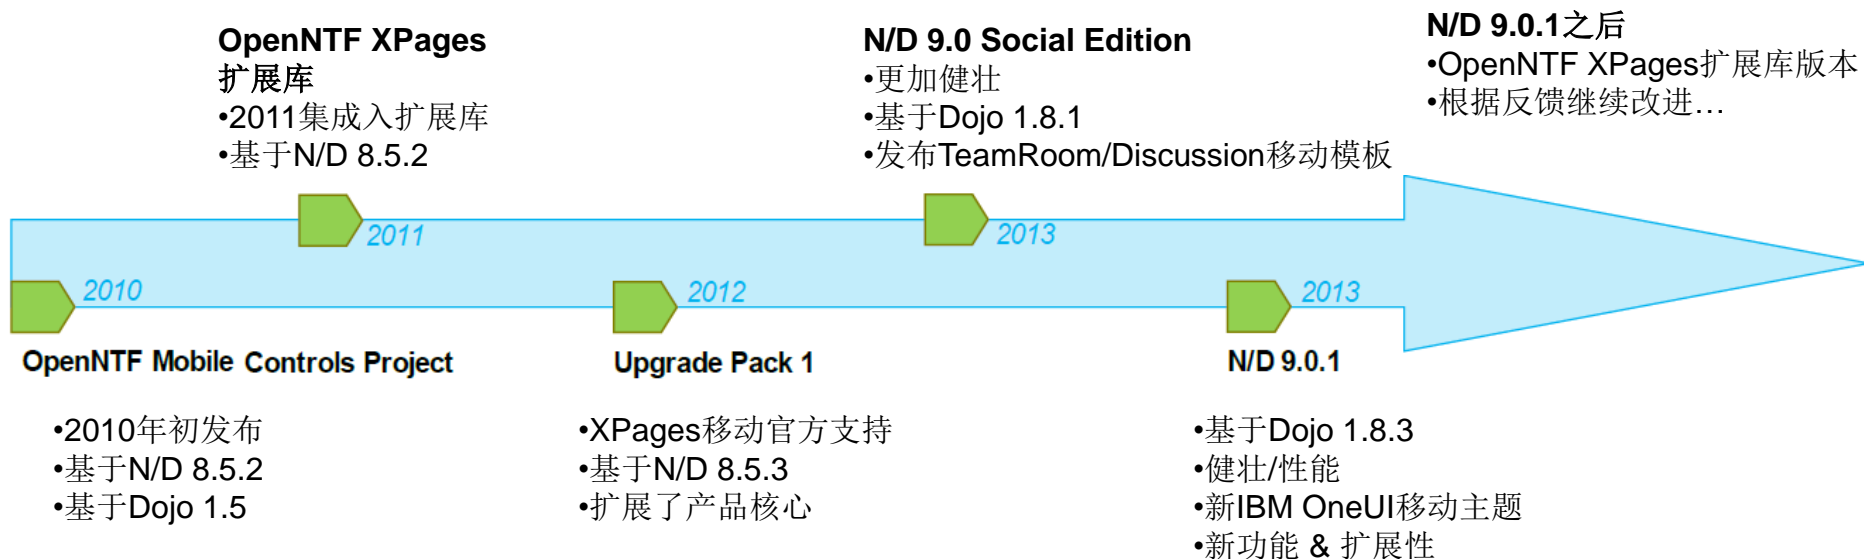 OpenNTF XPages
扩展库
•2011集成入扩展库
•基于N/D 8.5.2
N/D 9.0 Social Edition
•更加健壮
•基于Dojo 1.8.1
•发布TeamRoom/Discussion移动模板
N/D 9.0.1之后
•OpenNTF XPages扩展库版本
•根据反馈继续改进…
2011
2013
2010
2012
2013
OpenNTF Mobile Controls Project
•2010年初发布
•基于N/D 8.5.2
•基于Dojo 1.5
Upgrade Pack 1
•XPages移动官方支持
•基于N/D 8.5.3
•扩展了产品核心
N/D 9.0.1
•基于Dojo 1.8.3
•健壮/性能
•新IBM OneUI移动主题
•新功能 & 扩展性